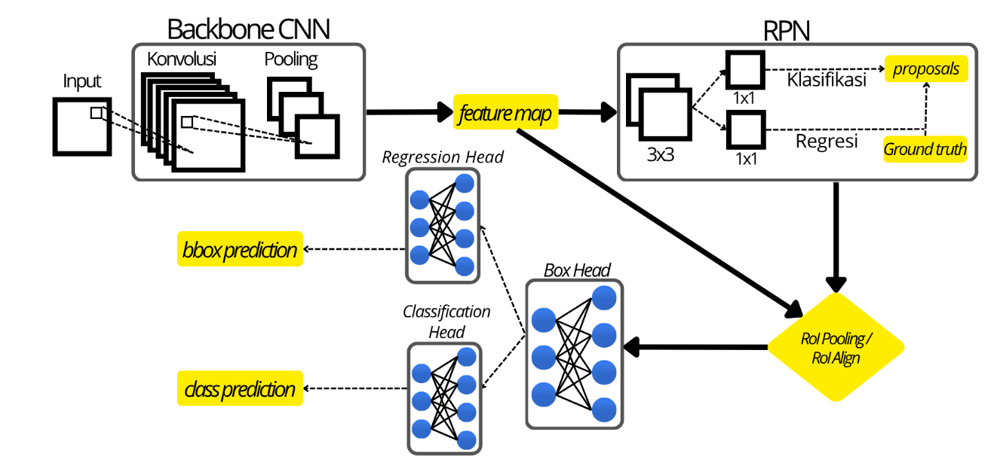 Backbone CNN
RPN
Input
Konvolusi
Pooling
feature map
1x1
Klasifikasi
proposals
3x3
1x1
Regresi
Ground truth
Regression Head
bbox prediction
Box Head
Classification
Head
RoI Pooling /
RoI Align
class prediction